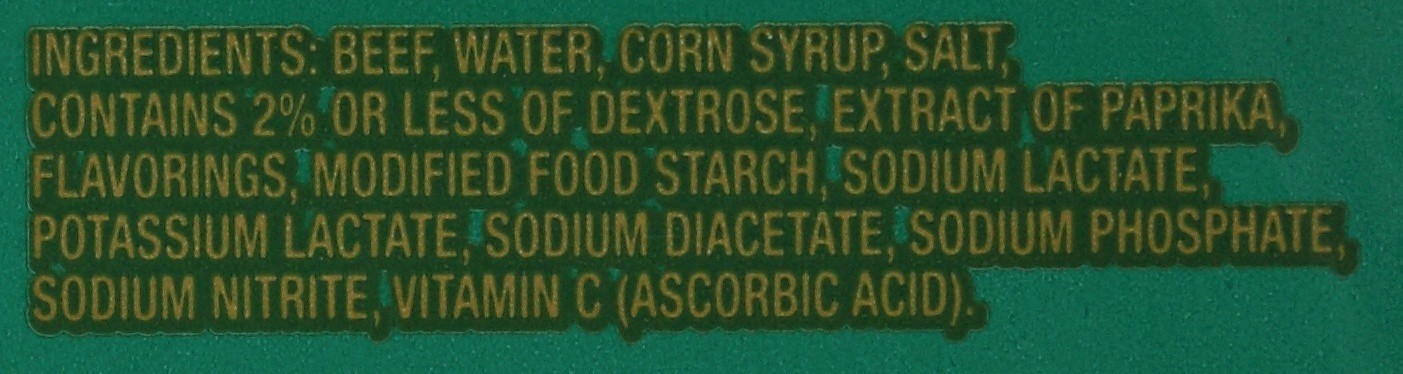 INGREDIENTS: BEEF, WATER, CORN SYRUP, SALT,
CONTAINS 2% OR LESS OF DEXTROSE, EXTRACT OF PAPRIKA,
FLAVORINGS, MODIFIED FOOD STARCH, SODIUM LACTATE,
POTASSIUM LACTATE, SODIUM DIACETATE, SODIUM PHOSPHATE,
SODIUM NITRITE, VITAMIN C (ASCORBIC ACID).